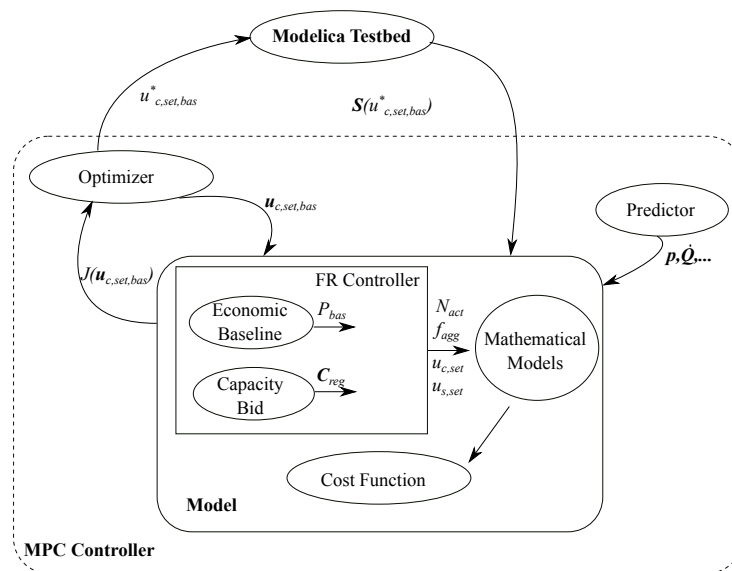 Modelica Testbed
u*c,set,bas
S(u*c,set,bas)
Optimizer
Predictor
uc,set,bas
p,Q̇,...
J(uc,set,bas)
FR Controller
Economic
Baseline
Pbas
Nact
fagg
Mathematical
Models
uc,set
us,set
Capacity
Bid
Creg
Cost Function
Model
MPC Controller